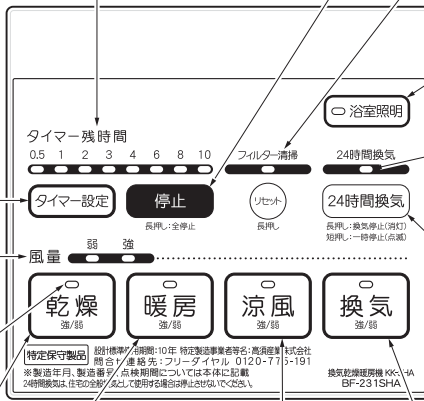 浴室照明
タイマー残時間
0.5 1 2 3 4 6 8 10
フィルター清掃
24時間換気
タイマー設定
停止
リセット
24時間換気
長押し:全停止
長押し
長押し:換気停止(消灯)
短押し:一時停止(点滅)
風量
弱 強
乾燥
強/弱
暖房
強/弱
涼風
強/弱
換気
強/弱
特定保守製品
設計標準使用期間:10年 特定製造事業者等名:高須産業株式会社
問合せ連絡先:フリーダイヤル 0120-775-191
※製造年月、製造番号、点検期間については本体に記載
24時間換気は、住宅の全般換気として使用する場合は停止させないでください。
換気乾燥暖房機
BF-231SHA